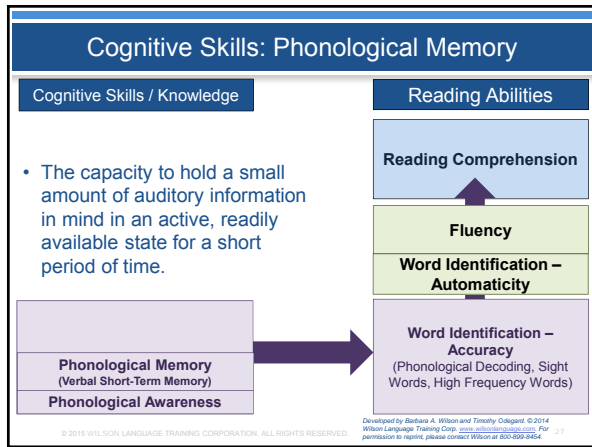 Cognitive Skills: Phonological Memory
Cognitive Skills / Knowledge
Reading Abilities
• The capacity to hold a small
amount of auditory information
in mind in an active, readily
available state for a short
period of time.
Reading Comprehension
Fluency
Word Identification –
Automaticity
Word Identification –
Accuracy
(Phonological Decoding, Sight
Words, High Frequency Words)
Phonological Memory
(Verbal Short-Term Memory)
Phonological Awareness
© 2015 WILSON LANGUAGE TRAINING CORPORATION. ALL RIGHTS RESERVED.
Developed by Barbara A. Wilson and Timothy Odegard. © 2014
Wilson Language Training Corp. www.wilsonlanguage.com. For
permission to reprint, please contact Wilson at 800-899-8454.
27